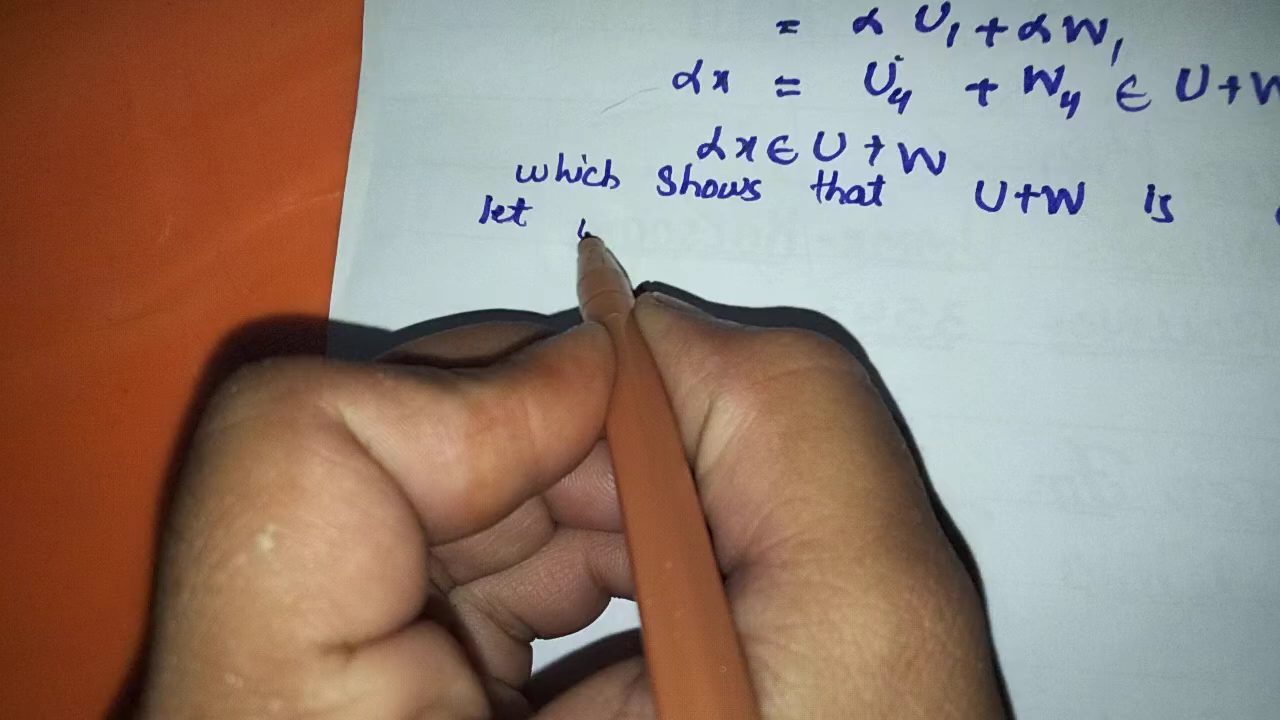 = α U₁ + α W₁
αx = U₄ + W₄ ∈ U+W
αx ∈ U + W
which shows that U+W is
let